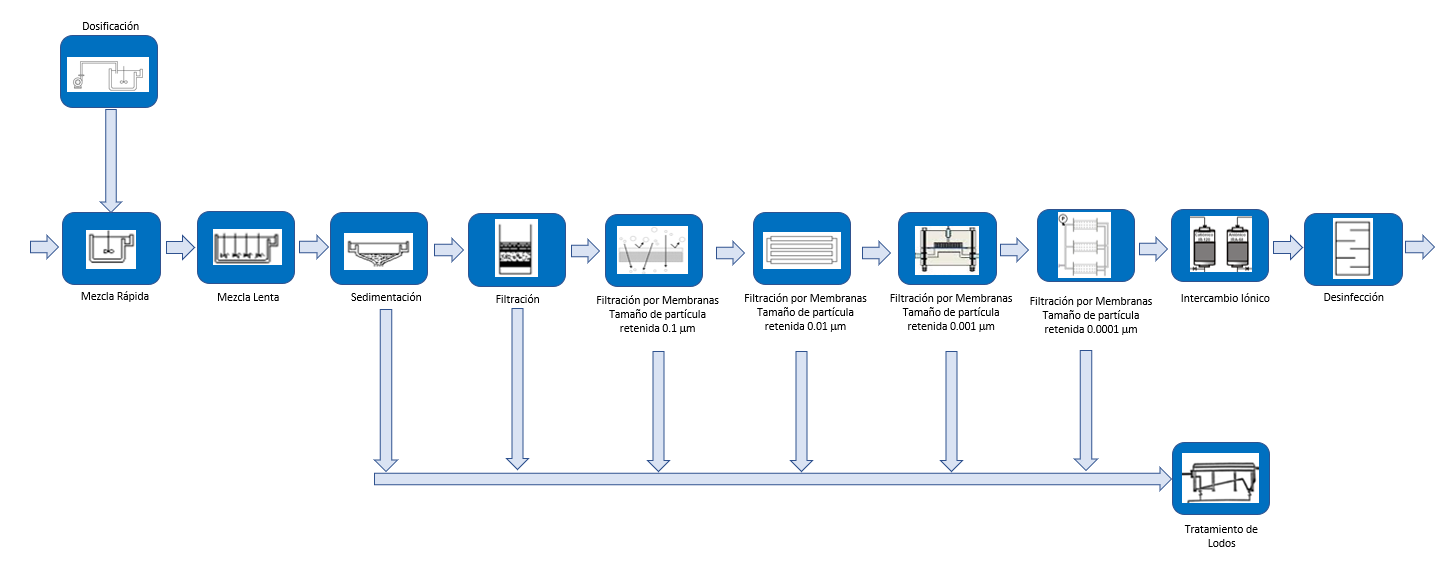 Dosificación
Mezcla Rápida
Mezcla Lenta
Sedimentación
Filtración
Filtración por Membranas
Tamaño de partícula
retenida 0.1 µm
Filtración por Membranas
Tamaño de partícula
retenida 0.01 µm
Filtración por Membranas
Tamaño de partícula
retenida 0.001 µm
Filtración por Membranas
Tamaño de partícula
retenida 0.0001 µm
P
Intercambio Iónico
Desinfección
Tratamiento de
Lodos